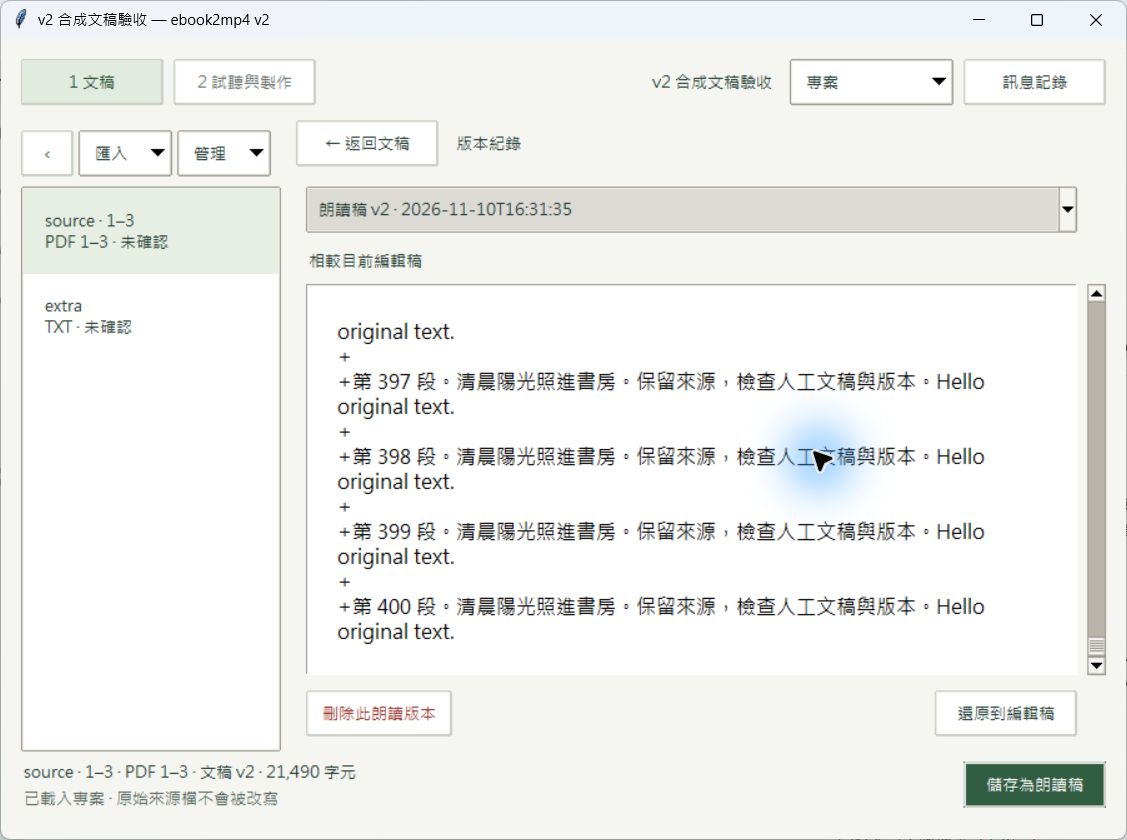 v2 合成文稿驗收 — ebook2mp4 v2
1 文稿
2 試聽與製作
v2 合成文稿驗收
專案
訊息記錄
‹
匯入
管理
← 返回文稿
版本紀錄
source · 1–3
PDF 1–3 · 未確認
extra
TXT · 未確認
朗讀稿 v2 · 2026-11-10T16:31:35
相較目前編輯稿
original text.
+
+第 397 段。清晨陽光照進書房。保留來源，檢查人工文稿與版本。Hello
original text.
+
+第 398 段。清晨陽光照進書房。保留來源，檢查人工文稿與版本。Hello
original text.
+
+第 399 段。清晨陽光照進書房。保留來源，檢查人工文稿與版本。Hello
original text.
+
+第 400 段。清晨陽光照進書房。保留來源，檢查人工文稿與版本。Hello
original text.
刪除此朗讀版本
還原到編輯稿
source · 1–3 · PDF 1–3 · 文稿 v2 · 21,490 字元
已載入專案 · 原始來源檔不會被改寫
儲存為朗讀稿